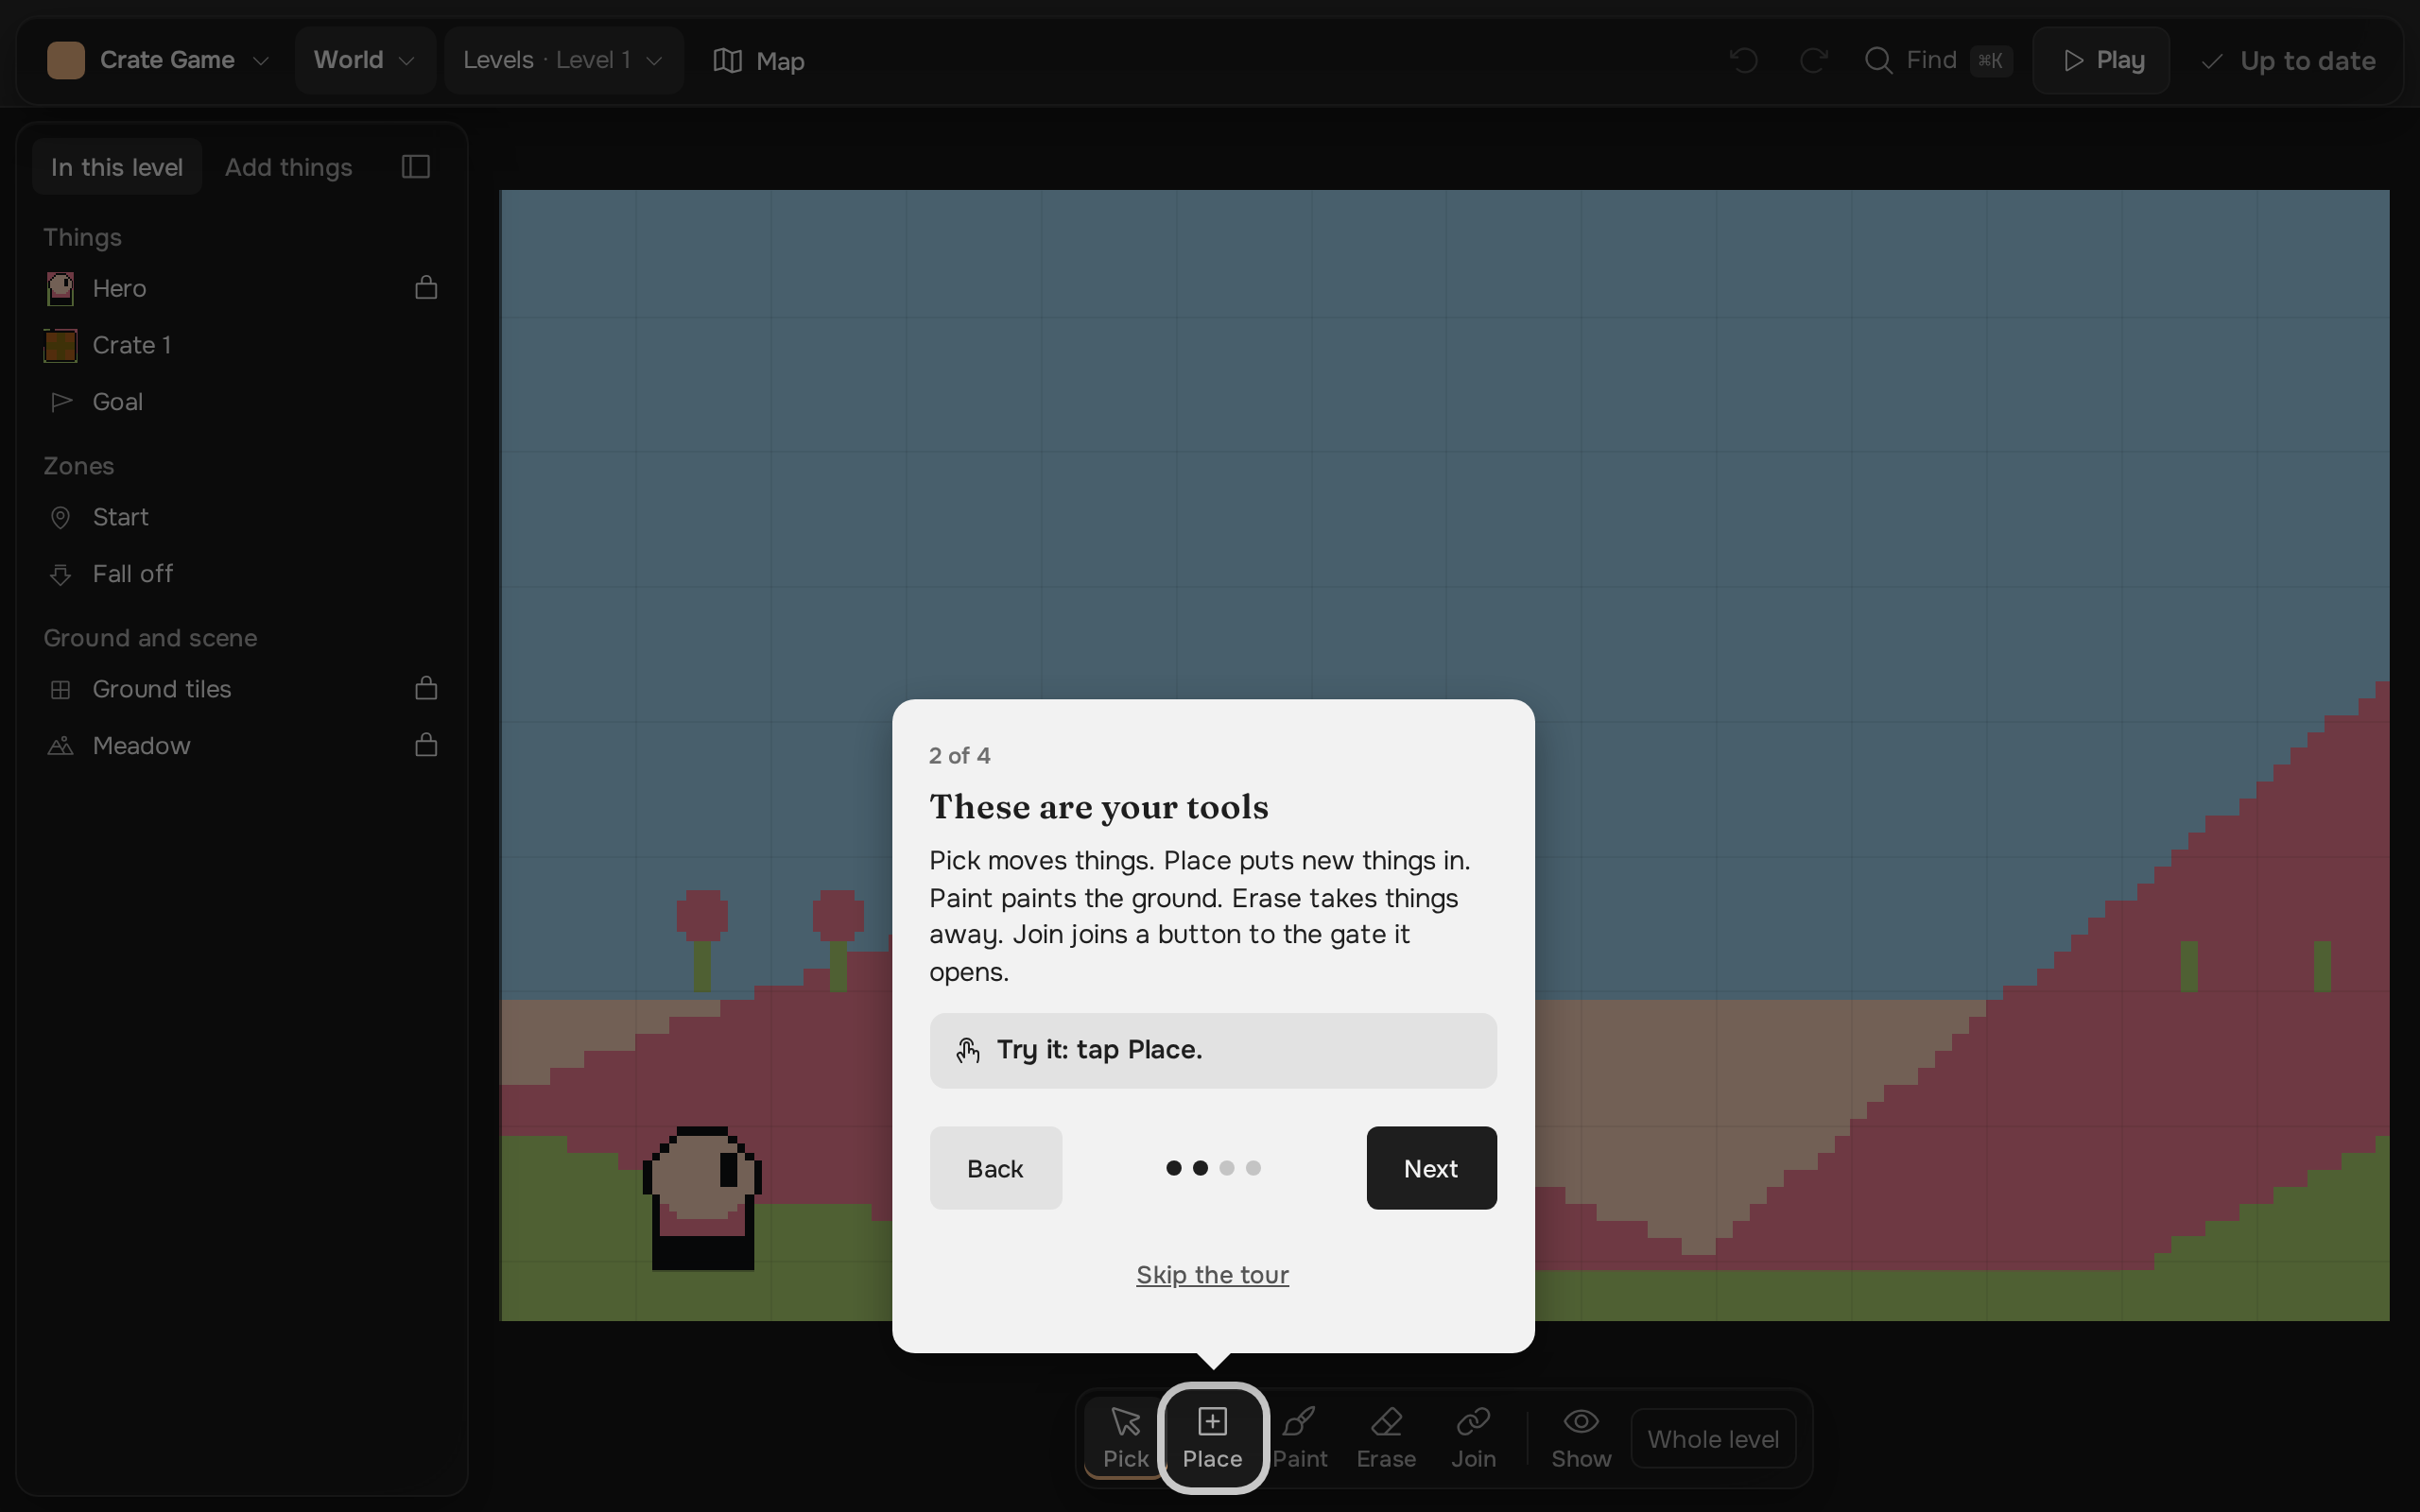 Crate Game
World
Levels · Level 1
Map
Find ⌘K
Play
Up to date
In this level
Add things
Things
Hero
Crate 1
Goal
Zones
Start
Fall off
Ground and scene
Ground tiles
Meadow
2 of 4
These are your tools
Pick moves things. Place puts new things in.
Paint paints the ground. Erase takes things
away. Join joins a button to the gate it
opens.
Try it: tap Place.
Back
Next
Skip the tour
Pick
Place
Paint
Erase
Join
Show
Whole level